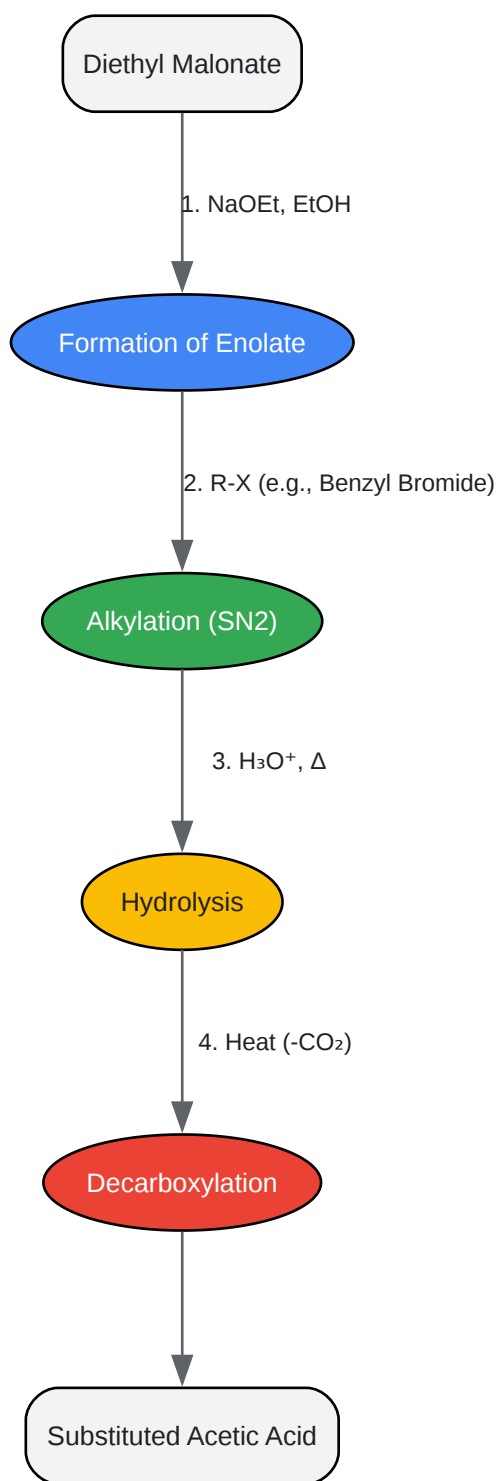 Diethyl Malonate
1. NaOEt, EtOH
Formation of Enolate
2. R-X (e.g., Benzyl Bromide)
Alkylation (SN2)
3. H₃O⁺, Δ
Hydrolysis
4. Heat (-CO₂)
Decarboxylation
Substituted Acetic Acid